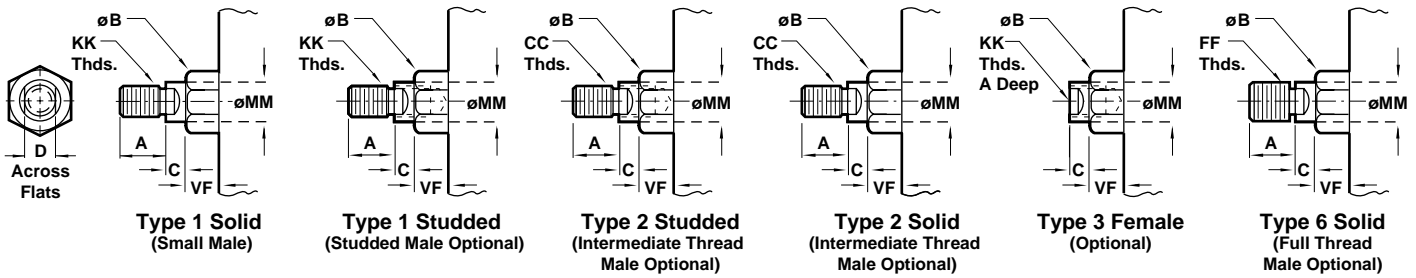 D
Across
Flats
øB
KK
Thds.
øMM
A
C
VF
Type 1 Solid
(Small Male)
øB
KK
Thds.
øMM
A
C
VF
Type 1 Studded
(Studded Male Optional)
øB
CC
Thds.
øMM
A
C
VF
Type 2 Studded
(Intermediate Thread
Male Optional)
øB
CC
Thds.
øMM
A
C
VF
Type 2 Solid
(Intermediate Thread
Male Optional)
øB
KK
Thds.
A Deep
øMM
C
VF
Type 3 Female
(Optional)
øB
FF
Thds.
øMM
A
C
VF
Type 6 Solid
(Full Thread
Male Optional)